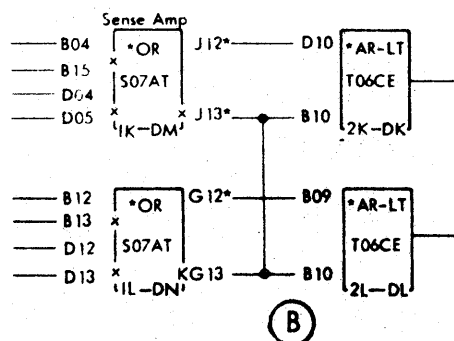 Sense Amp
B04 *OR J12* D10 *AR-LT
B15 S07AT T06CE
D04
D05 1K-DM J13* B10 2K-DK
B12 *OR G12* B09 *AR-LT
B13
D12 S07AT T06CE
D13 KG13 B10
1L-DN 2L-DL
B